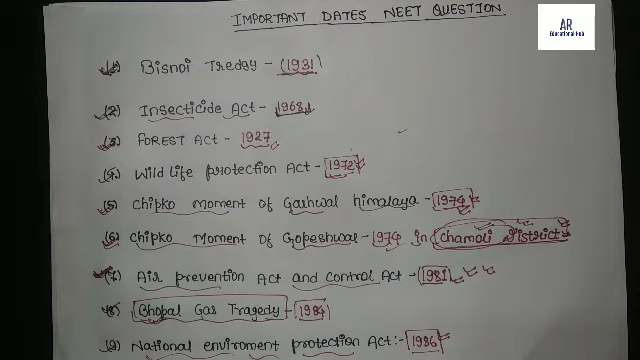 IMPORTANT DATES NEET QUESTION
AR
Educational Hub
(1) Bisnoi Tredgy - (1931)
(2) Insecticide Act - 1968
(3) FOREST Act - 1927
(4) Wild life protection Act - 1972
(5) Chipko moment of Garhwal himalaya - 1974
(6) Chipko Moment of Gopeshwar - 1974 In Chamoli District
(7) Air prevention Act and control Act - 1981
(8) Bhopal Gas Tragedy - 1984
(9) National enviroment protection Act :- 1986